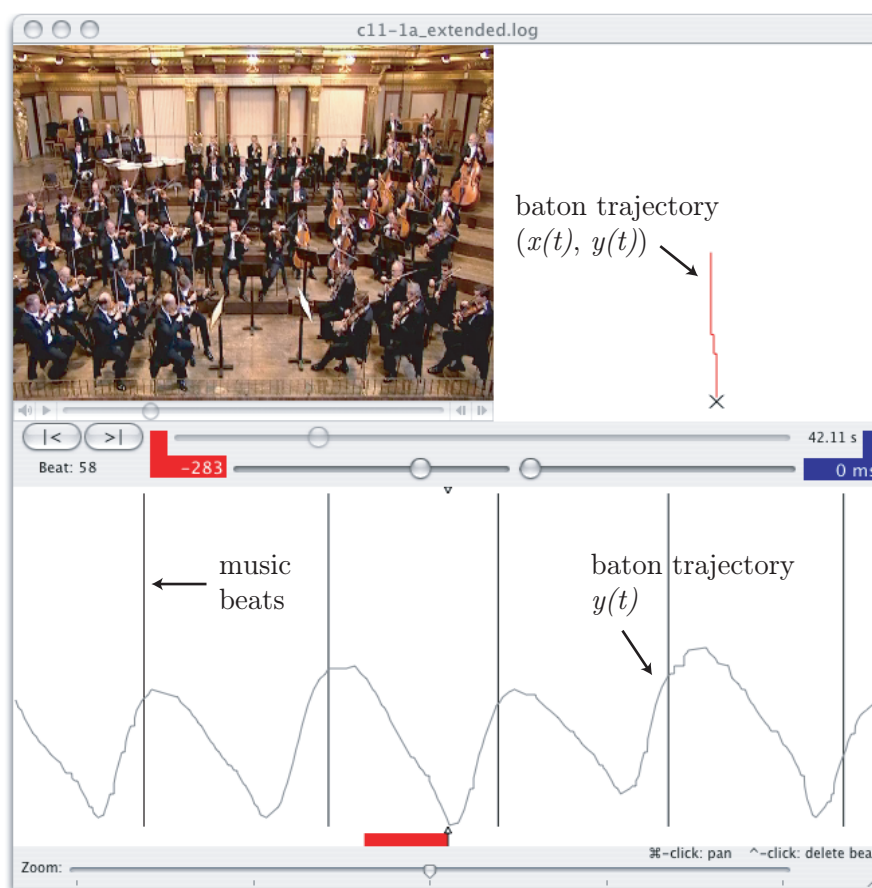 c11-1a_extended.log
baton trajectory
(x(t), y(t))
|< >| 42.11 s
Beat: 58 -283 0 ms
music
beats
baton trajectory
y(t)
⌘-click: pan ^-click: delete bea
Zoom: